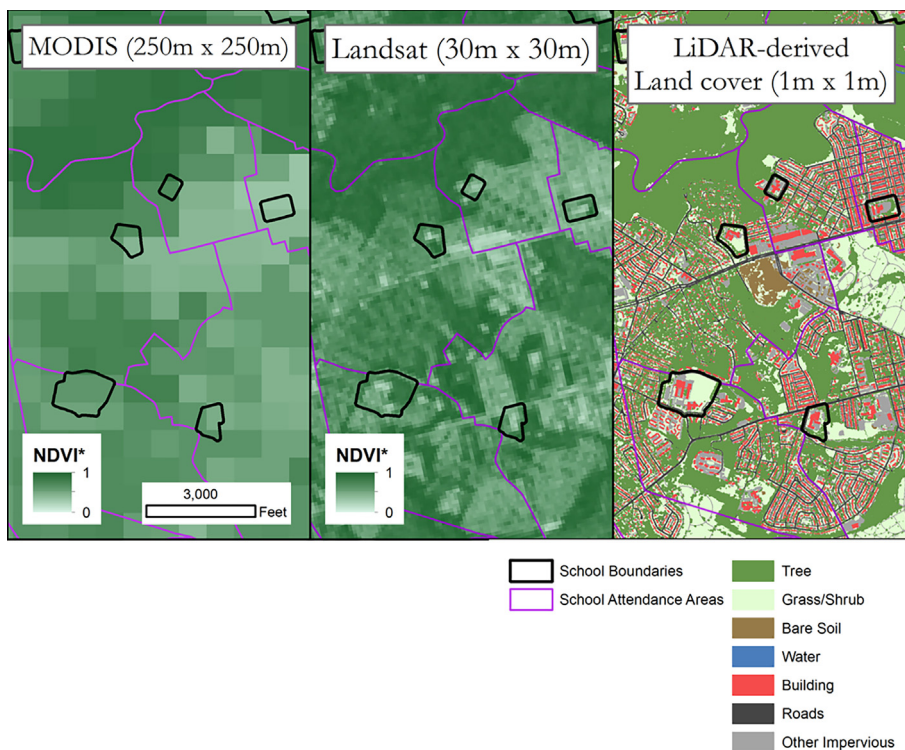 MODIS (250m x 250m)
Landsat (30m x 30m)
LiDAR-derived
Land cover (1m x 1m)
NDVI*
1
0
3,000
Feet
NDVI*
1
0
School Boundaries
School Attendance Areas
Tree
Grass/Shrub
Bare Soil
Water
Building
Roads
Other Impervious